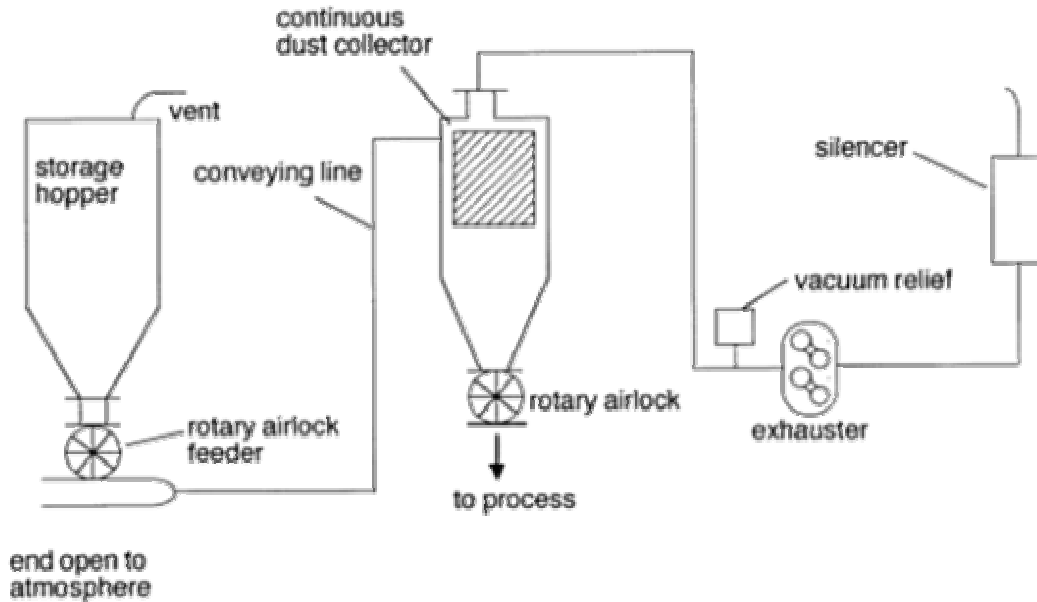 continuous
dust collector
vent
storage
hopper
conveying line
silencer
vacuum relief
rotary airlock
feeder
rotary airlock
exhauster
to process
end open to
atmosphere